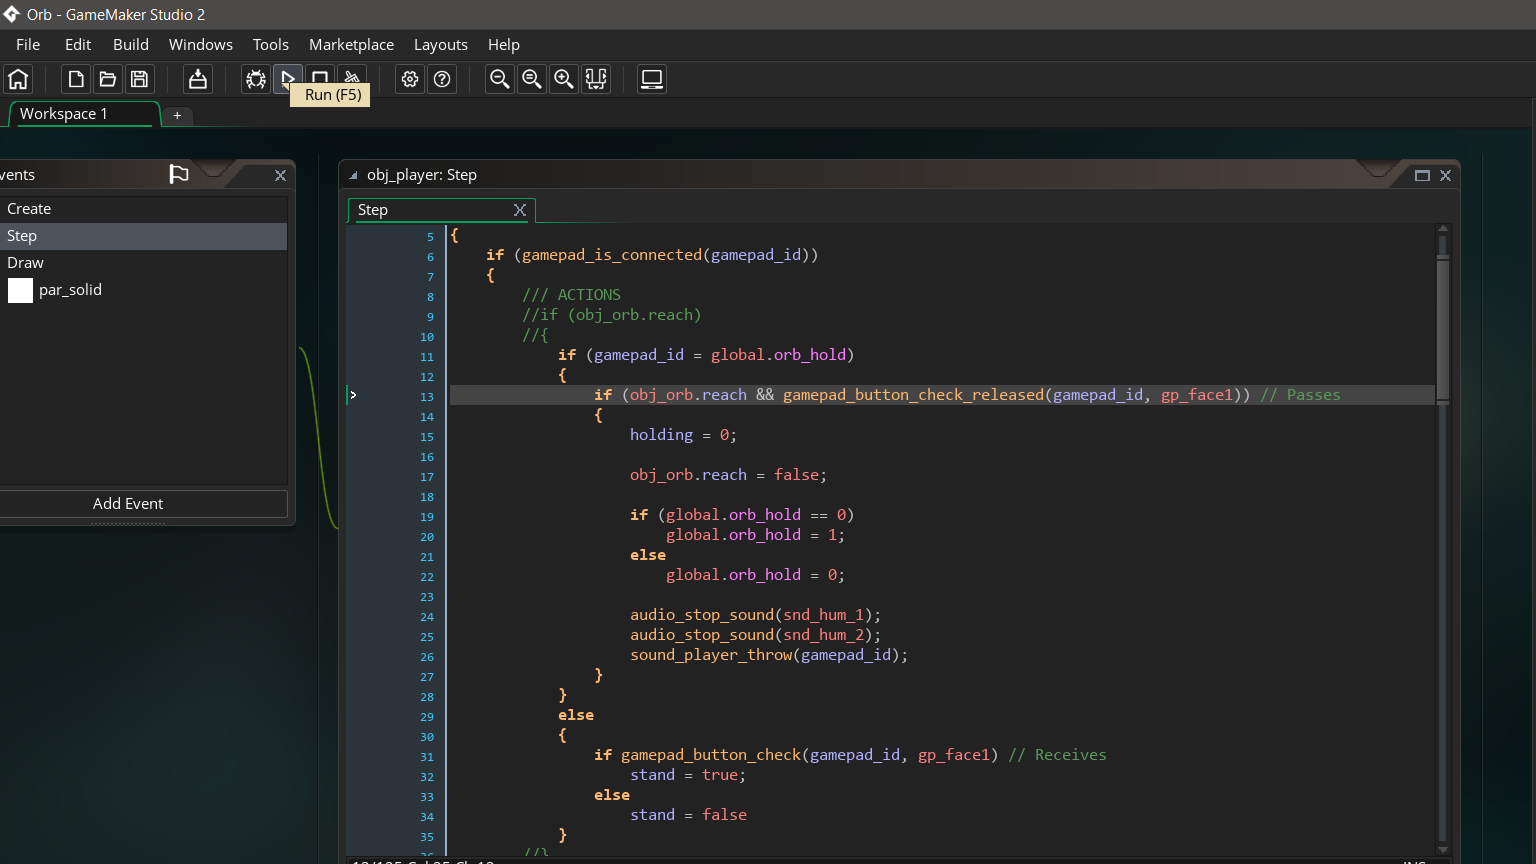 Orb - GameMaker Studio 2
File Edit Build Windows Tools Marketplace Layouts Help
Run (F5)
Workspace 1 +
vents
Create
Step
Draw
par_solid
Add Event
obj_player: Step
Step
5 {
6 if (gamepad_is_connected(gamepad_id))
7 {
8 /// ACTIONS
9 //if (obj_orb.reach)
10 //{
11 if (gamepad_id = global.orb_hold)
12 {
13 if (obj_orb.reach && gamepad_button_check_released(gamepad_id, gp_face1)) // Passes
14 {
15 holding = 0;
16
17 obj_orb.reach = false;
18
19 if (global.orb_hold == 0)
20 global.orb_hold = 1;
21 else
22 global.orb_hold = 0;
23
24 audio_stop_sound(snd_hum_1);
25 audio_stop_sound(snd_hum_2);
26 sound_player_throw(gamepad_id);
27 }
28 }
29 else
30 {
31 if gamepad_button_check(gamepad_id, gp_face1) // Receives
32 stand = true;
33 else
34 stand = false
35 }
36 //}